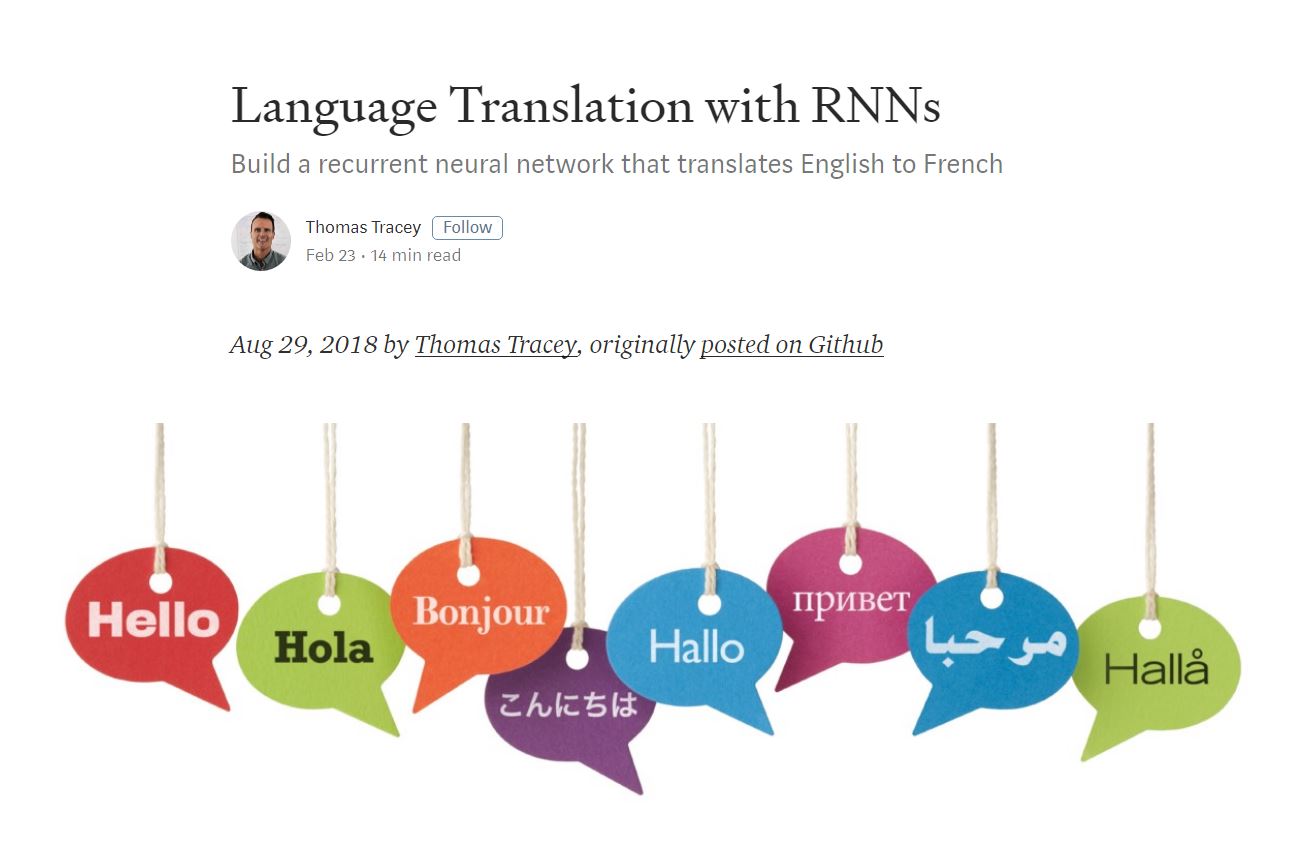 Language Translation with RNNs
Build a recurrent neural network that translates English to French
Thomas Tracey Follow
Feb 23 · 14 min read
Aug 29, 2018 by Thomas Tracey, originally posted on Github
Hello
Hola
Bonjour
こんにちは
Hallo
привет
مرحبا
Hallå